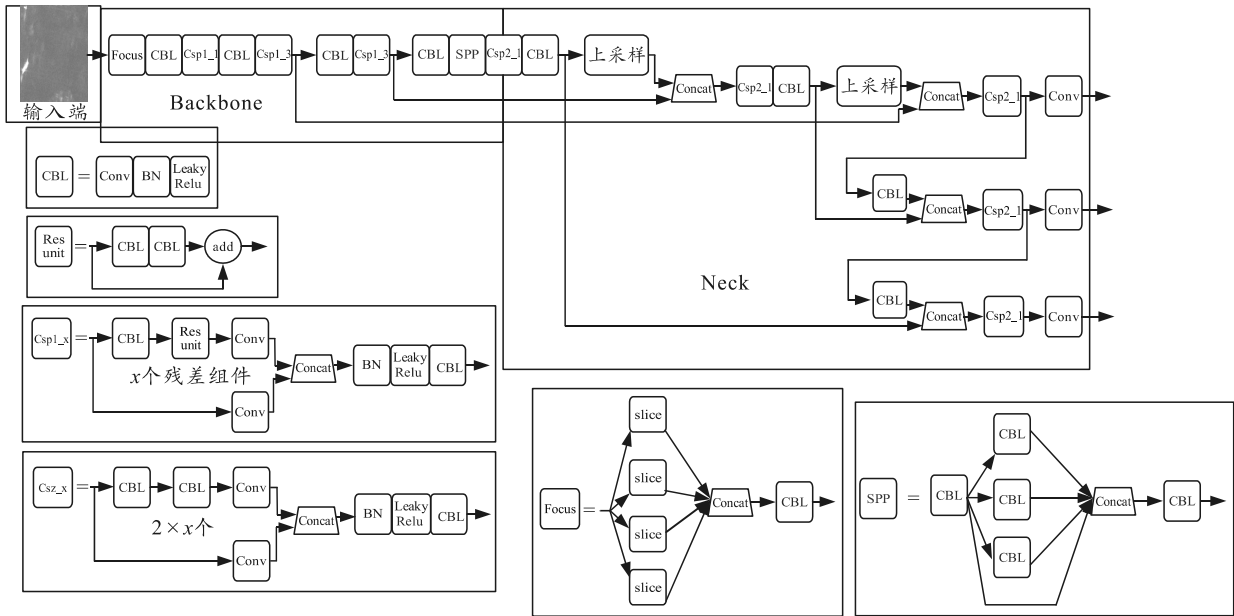 Focus CBL Csp1_1 CBL Csp1_3 CBL Csp1_3 CBL SPP Csp2_1 CBL 上采样
Concat Csp2_1 CBL 上采样 Concat Csp2_1 Conv
输入端
Backbone
CBL = Conv BN Leaky Relu
CBL Concat Csp2_1 Conv
Res unit = CBL CBL add
Neck
CBL Concat Csp2_1 Conv
Csp1_x = CBL Res unit Conv
Concat BN Leaky Relu CBL
x个残差组件
Conv
Csz_x = CBL CBL Conv
Concat BN Leaky Relu CBL
2×x个
Conv
Focus = slice slice slice slice Concat CBL
SPP = CBL CBL CBL CBL Concat CBL